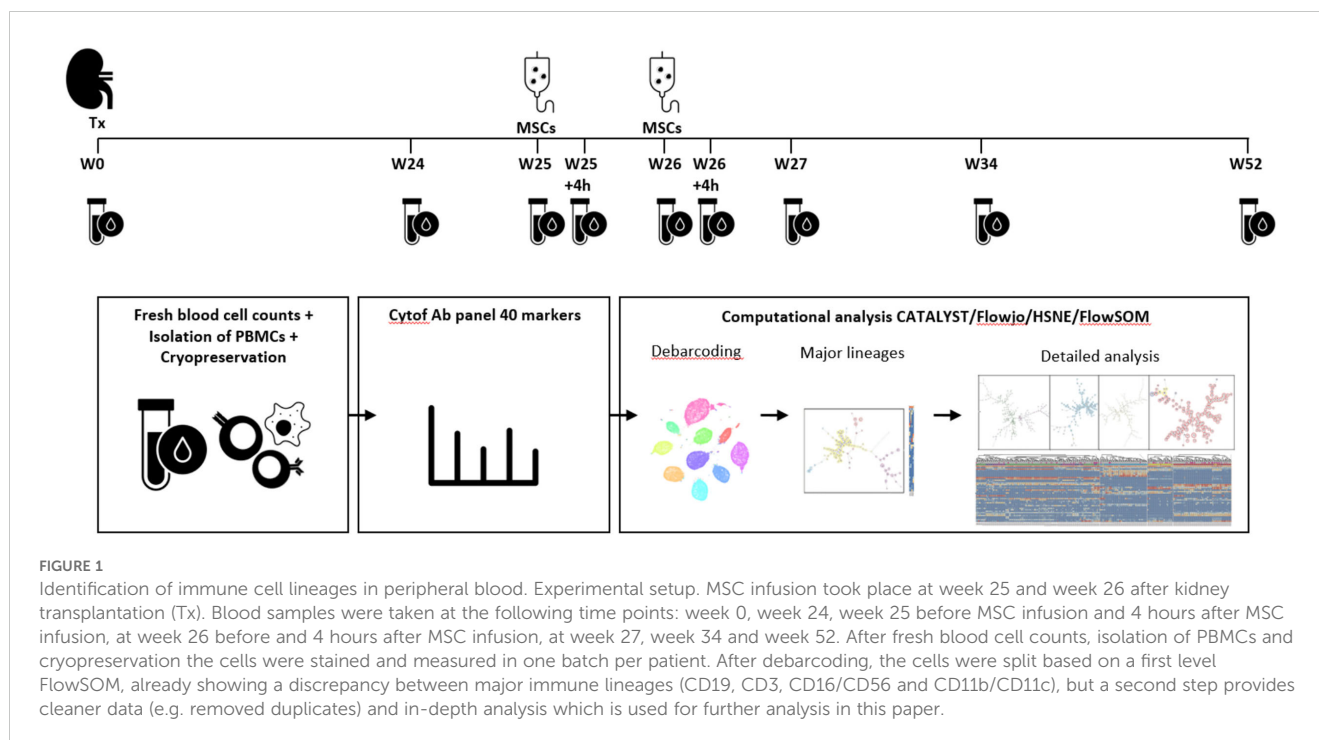 Tx
MSCs
MSCs
W0
W24
W25
W25
+4h
W26
W26
+4h
W27
W34
W52
Fresh blood cell counts +
Isolation of PBMCs +
Cryopreservation
Cytof Ab panel 40 markers
Computational analysis CATALYST/Flowjo/HSNE/FlowSOM
Debarcoding
Major lineages
Detailed analysis
FIGURE 1
Identification of immune cell lineages in peripheral blood. Experimental setup. MSC infusion took place at week 25 and week 26 after kidney
transplantation (Tx). Blood samples were taken at the following time points: week 0, week 24, week 25 before MSC infusion and 4 hours after MSC
infusion, at week 26 before and 4 hours after MSC infusion, at week 27, week 34 and week 52. After fresh blood cell counts, isolation of PBMCs and
cryopreservation the cells were stained and measured in one batch per patient. After debarcoding, the cells were split based on a first level
FlowSOM, already showing a discrepancy between major immune lineages (CD19, CD3, CD16/CD56 and CD11b/CD11c), but a second step provides
cleaner data (e.g. removed duplicates) and in-depth analysis which is used for further analysis in this paper.